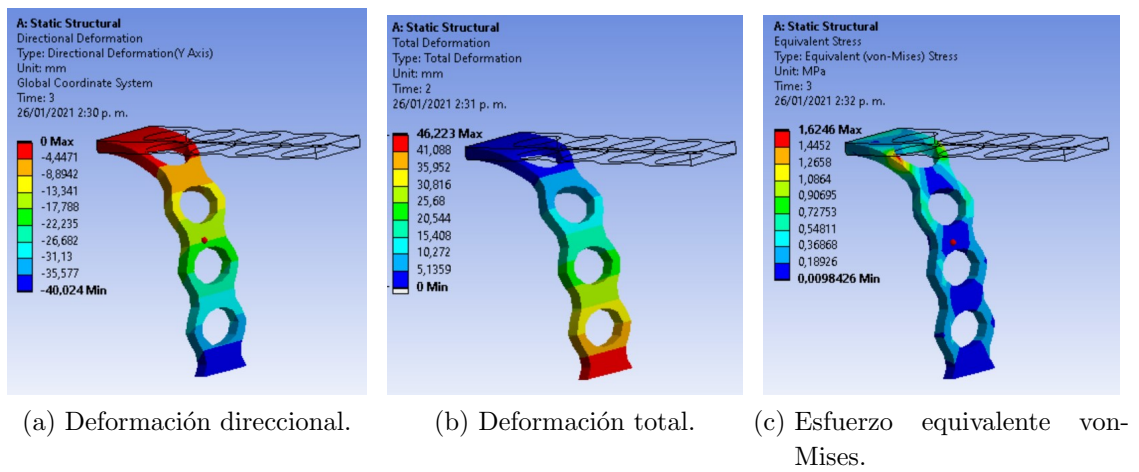 A: Static Structural
Directional Deformation
Type: Directional Deformation(Y Axis)
Unit: mm
Global Coordinate System
Time: 3
26/01/2021 2:30 p. m.
0 Max
-4,4471
-8,8942
-13,341
-17,788
-22,235
-26,682
-31,13
-35,577
-40,024 Min
(a) Deformación direccional.
A: Static Structural
Total Deformation
Type: Total Deformation
Unit: mm
Time: 2
26/01/2021 2:31 p. m.
46,223 Max
41,088
35,952
30,816
25,68
20,544
15,408
10,272
5,1359
0 Min
(b) Deformación total.
A: Static Structural
Equivalent Stress
Type: Equivalent (von-Mises) Stress
Unit: MPa
Time: 3
26/01/2021 2:32 p. m.
1,6246 Max
1,4452
1,2658
1,0864
0,90695
0,72753
0,54811
0,36868
0,18926
0,0098426 Min
(c) Esfuerzo equivalente von-
Mises.